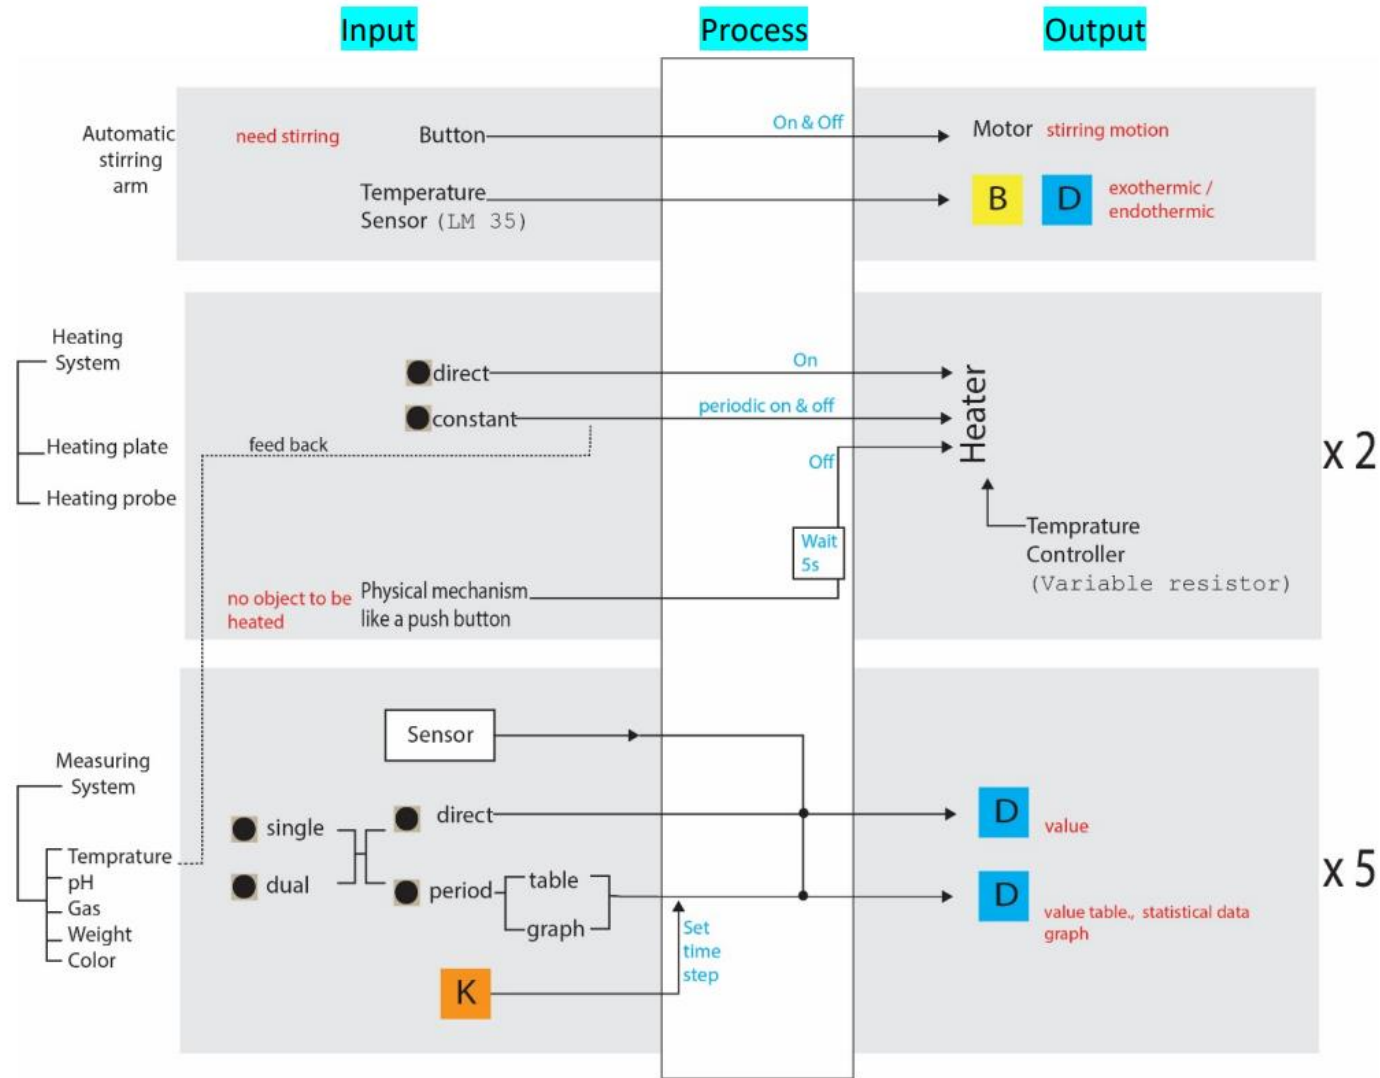 Input
Process
Output
Automatic
stirring
arm
need stirring
Button
On & Off
Motor
stirring motion
Temperature
Sensor (LM 35)
B
D
exothermic /
endothermic
Heating
System
Heating plate
Heating probe
direct
On
constant
periodic on & off
feed back
Off
Heater
x 2
Wait
5s
Temprature
Controller
(Variable resistor)
no object to be
heated
Physical mechanism
like a push button
Measuring
System
Temprature
pH
Gas
Weight
Color
Sensor
single
dual
direct
period
table
graph
K
Set
time
step
D
value
D
value table., statistical data
graph
x 5